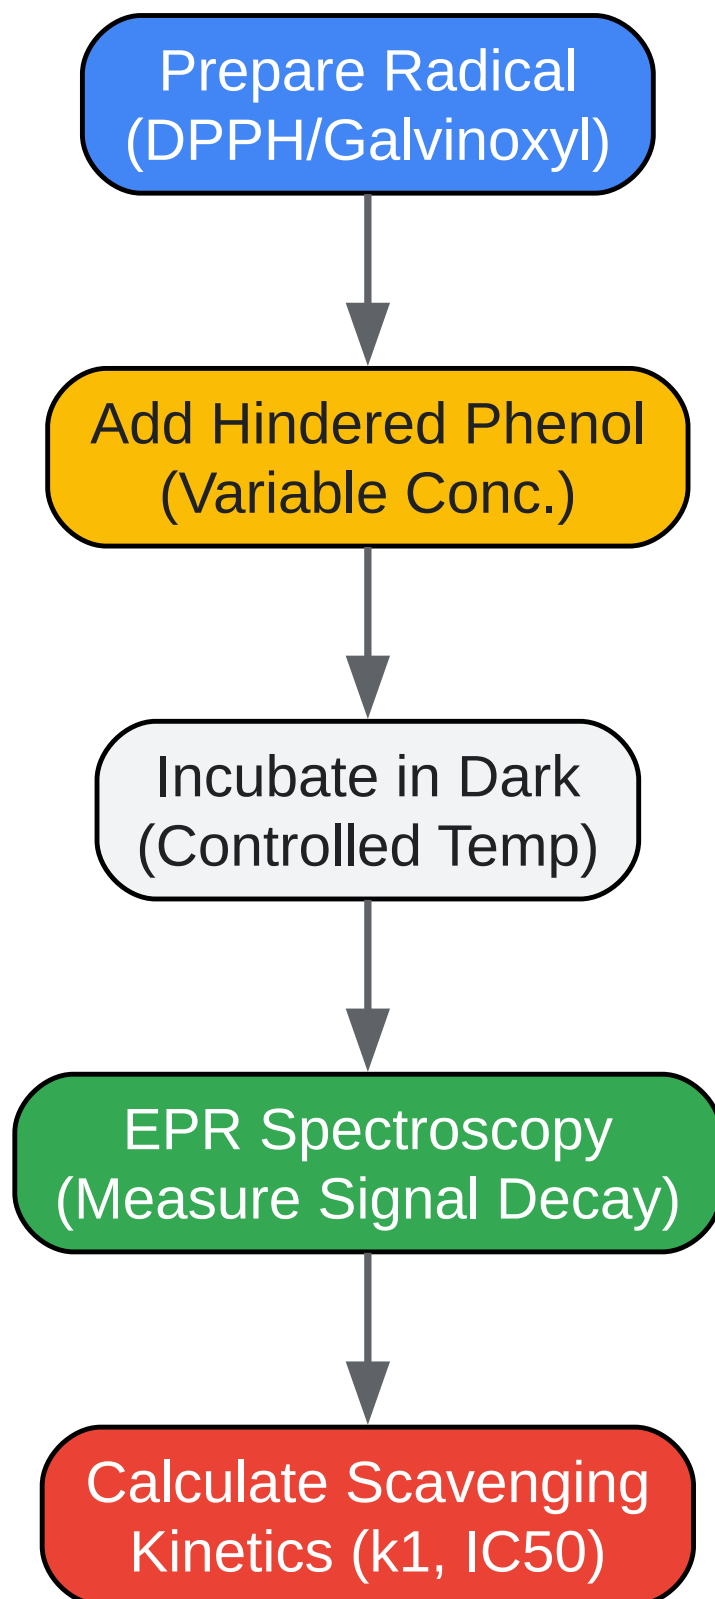 Prepare Radical
(DPPH/Galvinoxyl)
Add Hindered Phenol
(Variable Conc.)
Incubate in Dark
(Controlled Temp)
EPR Spectroscopy
(Measure Signal Decay)
Calculate Scavenging
Kinetics (k1, IC50)